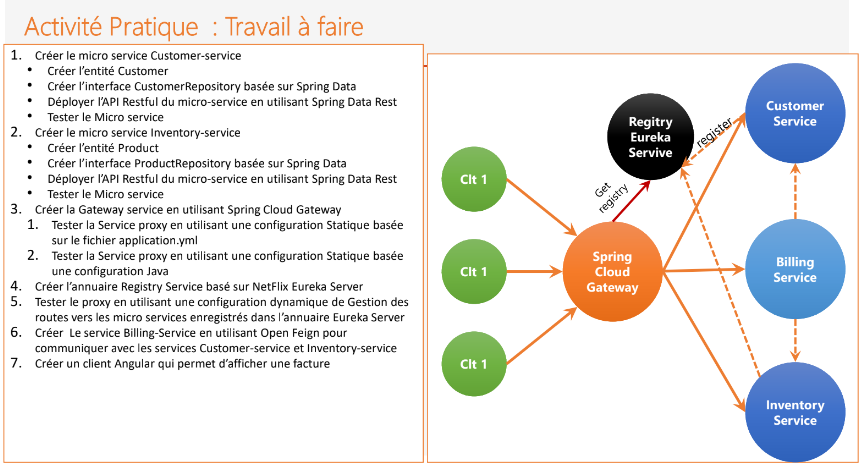 Activité Pratique : Travail à faire
1. Créer le micro service Customer-service
• Créer l'entité Customer
• Créer l'interface CustomerRepository basée sur Spring Data
• Déployer l'API Restful du micro-service en utilisant Spring Data Rest
• Tester le Micro service
2. Créer le micro service Inventory-service
• Créer l'entité Product
• Créer l'interface ProductRepository basée sur Spring Data
• Déployer l'API Restful du micro-service en utilisant Spring Data Rest
• Tester le Micro service
3. Créer la Gateway service en utilisant Spring Cloud Gateway
1. Tester la Service proxy en utilisant une configuration Statique basée
sur le fichier application.yml
2. Tester la Service proxy en utilisant une configuration Statique basée
une configuration Java
4. Créer l'annuaire Registry Service basé sur NetFlix Eureka Server
5. Tester le proxy en utilisant une configuration dynamique de Gestion des
routes vers les micro services enregistrés dans l'annuaire Eureka Server
6. Créer Le service Billing-Service en utilisant Open Feign pour
communiquer avec les services Customer-service et Inventory-service
7. Créer un client Angular qui permet d'afficher une facture
Clt 1
Clt 1
Clt 1
Regitry
Eureka
Servive
Get
registry
Spring
Cloud
Gateway
register
Customer
Service
Billing
Service
Inventory
Service